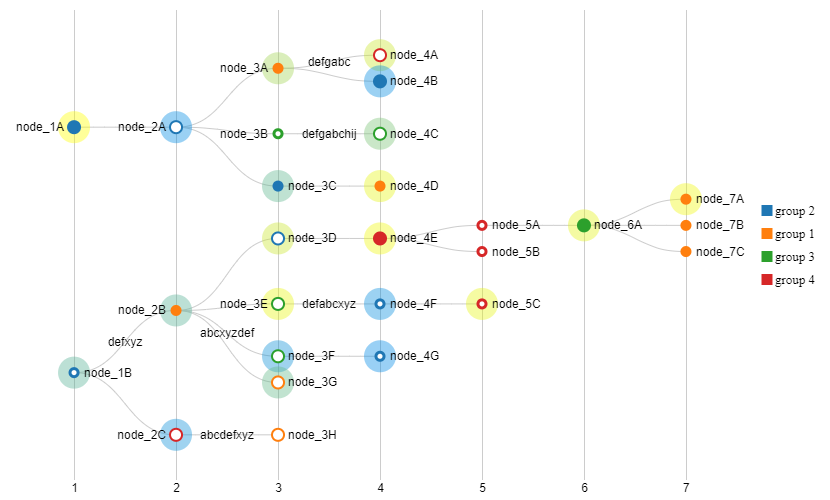 node_4A
defgabc
node_3A
node_4B
node_1A
node_2A
node_3B
defgabchij
node_4C
node_3C
node_4D
node_7A
group 2
node_5A
node_6A
node_7B
group 1
node_3D
node_4E
node_5B
node_7C
group 3
group 4
node_2B
node_3E
defabcxyz
node_4F
node_5C
abcxyzdef
defxyz
node_3F
node_4G
node_1B
node_3G
node_2C
abcdefxyz
node_3H
1 2 3 4 5 6 7